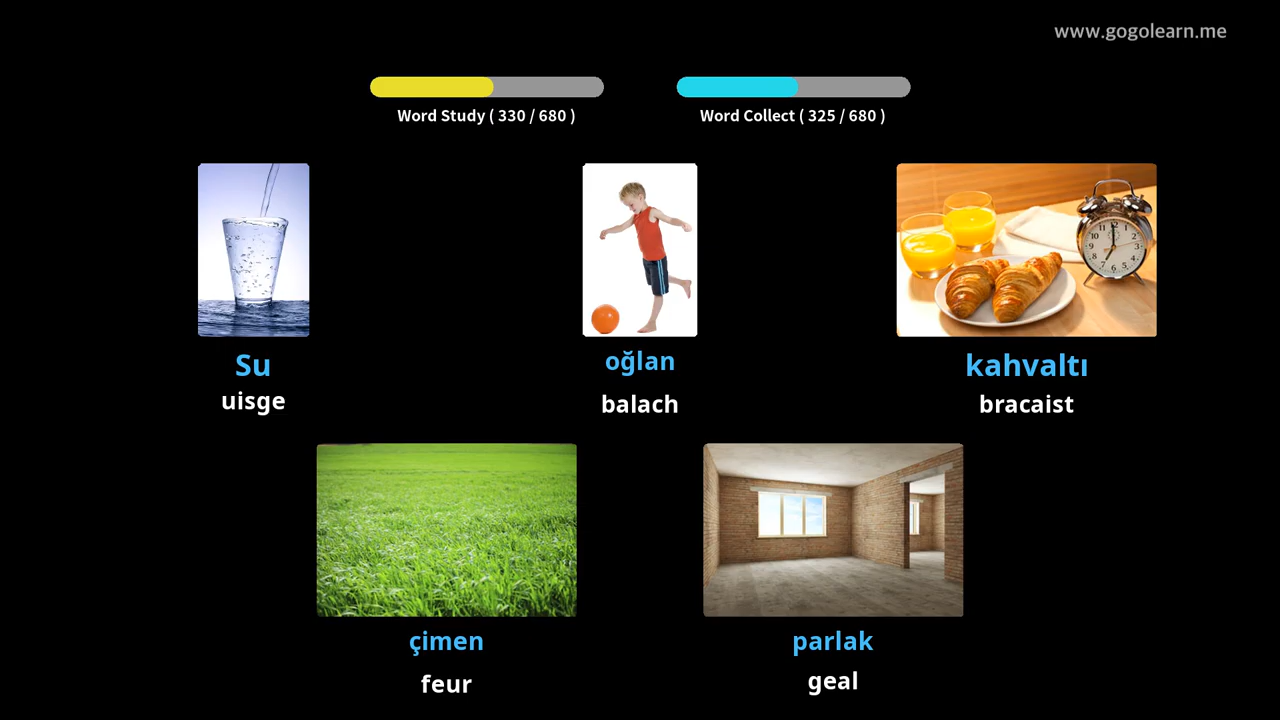 www.gogolearn.me
Word Study ( 330 / 680 )
Word Collect ( 325 / 680 )
Su
uisge
oğlan
balach
kahvaltı
bracaist
çimen
feur
parlak
geal